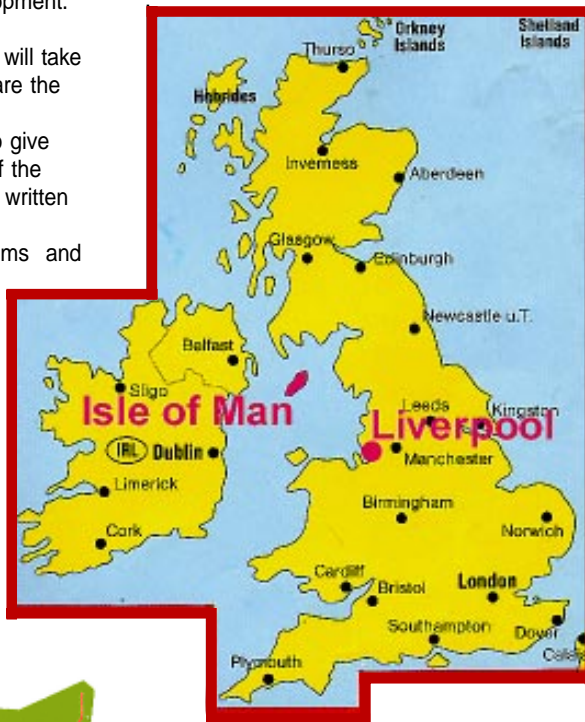 opment.
will take
are the
o give
f the
written
ms and
Orkney
Islands
Shetland
Islands
Thurso
Hebrides
Inverness
Aberdeen
Glasgow
Edinburgh
Newcastle u.T.
Belfast
Sligo
Isle of Man
Leeds
Kingston
Liverpool
IRL Dublin
Manchester
Limerick
Birmingham
Norwich
Cork
Cardiff
Bristol
London
Southampton
Dover
Calais
Plymouth